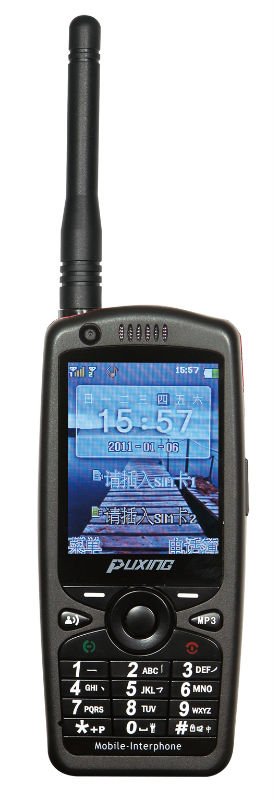 15:57
日 一 二 三 四 五 六
15:57
2011-01-06
请插入SIM卡1
请插入SIM卡2
菜单 电话簿
PUXING
MP3
1 2 ABC 3 DEF
4 GHI 5 JKL 6 MNO
7 PQRS 8 TUV 9 WXYZ
*+P 0 #
Mobile-Interphone